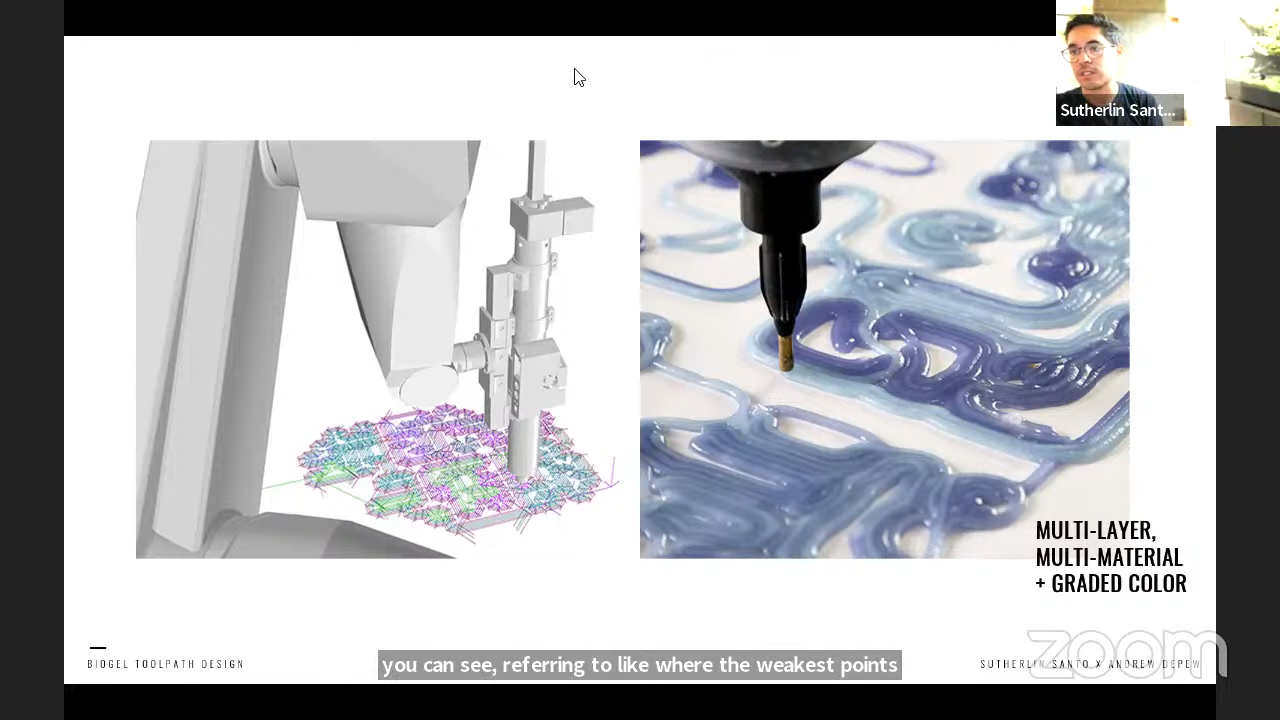 Sutherlin Sant...
MULTI-LAYER,
MULTI-MATERIAL
+ GRADED COLOR
BIOGEL TOOLPATH DESIGN
you can see, referring to like where the weakest points
SUTHERLIN SANTO X ANDREW DEPEW
zoom